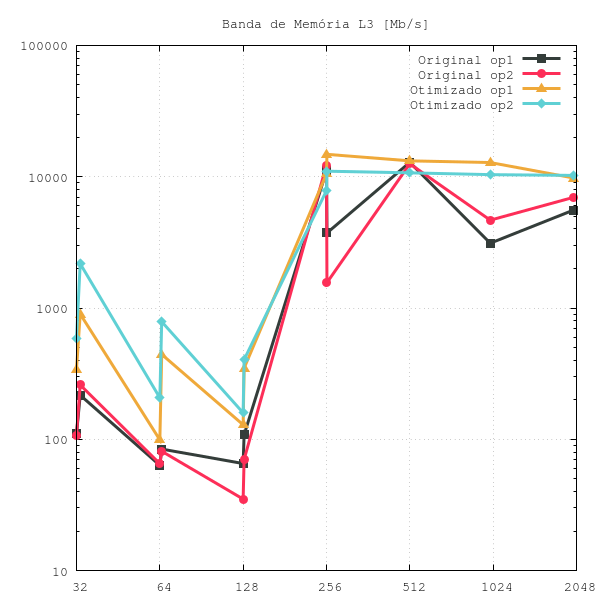 Banda de Memória L3 [Mb/s]
100000
Original op1
Original op2
Otimizado op1
Otimizado op2
10000
1000
100
10
32 64 128 256 512 1024 2048